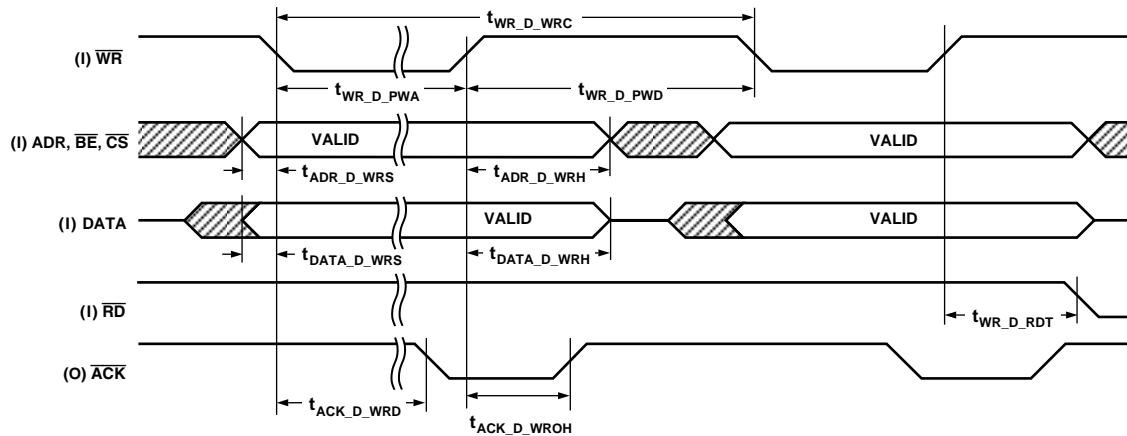 tWR_D_WRC
(I) WR
tWR_D_PWA
tWR_D_PWD
(I) ADR, BE, CS
VALID
VALID
tADR_D_WRS
tADR_D_WRH
(I) DATA
VALID
VALID
tDATA_D_WRS
tDATA_D_WRH
(I) RD
tWR_D_RDT
(O) ACK
tACK_D_WRD
tACK_D_WROH